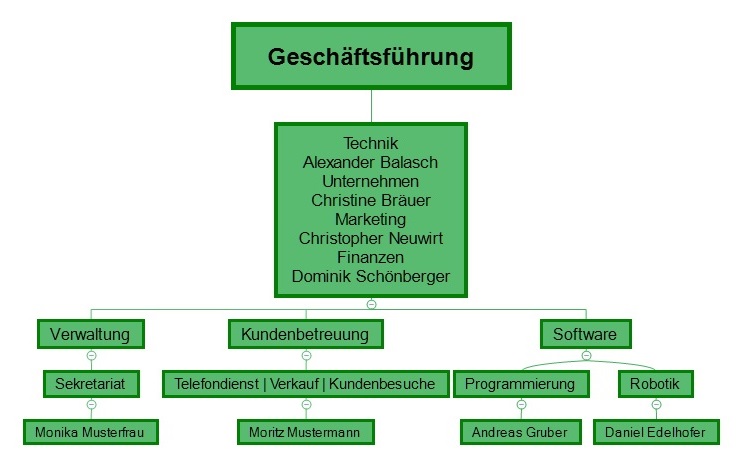 Geschäftsführung
Technik
Alexander Balasch
Unternehmen
Christine Bräuer
Marketing
Christopher Neuwirt
Finanzen
Dominik Schönberger
Verwaltung
Kundenbetreuung
Software
Sekretariat
Telefondienst | Verkauf | Kundenbesuche
Programmierung
Robotik
Monika Musterfrau
Moritz Mustermann
Andreas Gruber
Daniel Edelhofer